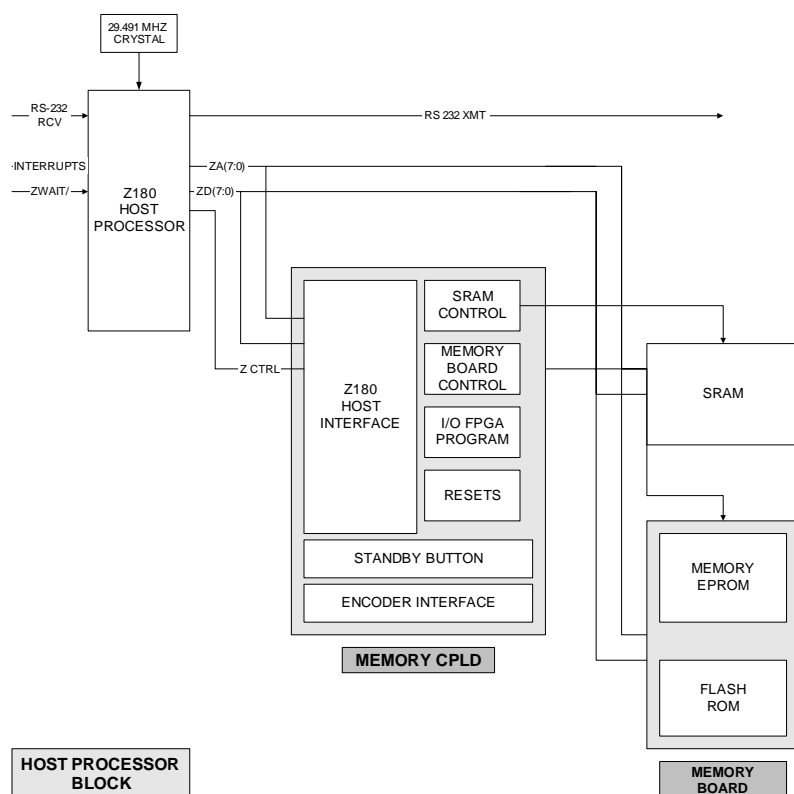 29.491 MHZ
CRYSTAL
RS-232
RCV
RS 232 XMT
INTERRUPTS
ZA(7:0)
ZWAIT/
ZD(7:0)
Z180
HOST
PROCESSOR
SRAM
CONTROL
MEMORY
BOARD
CONTROL
Z CTRL
Z180
HOST
INTERFACE
I/O FPGA
PROGRAM
RESETS
SRAM
STANDBY BUTTON
ENCODER INTERFACE
MEMORY
EPROM
MEMORY CPLD
FLASH
ROM
HOST PROCESSOR
BLOCK
MEMORY
BOARD